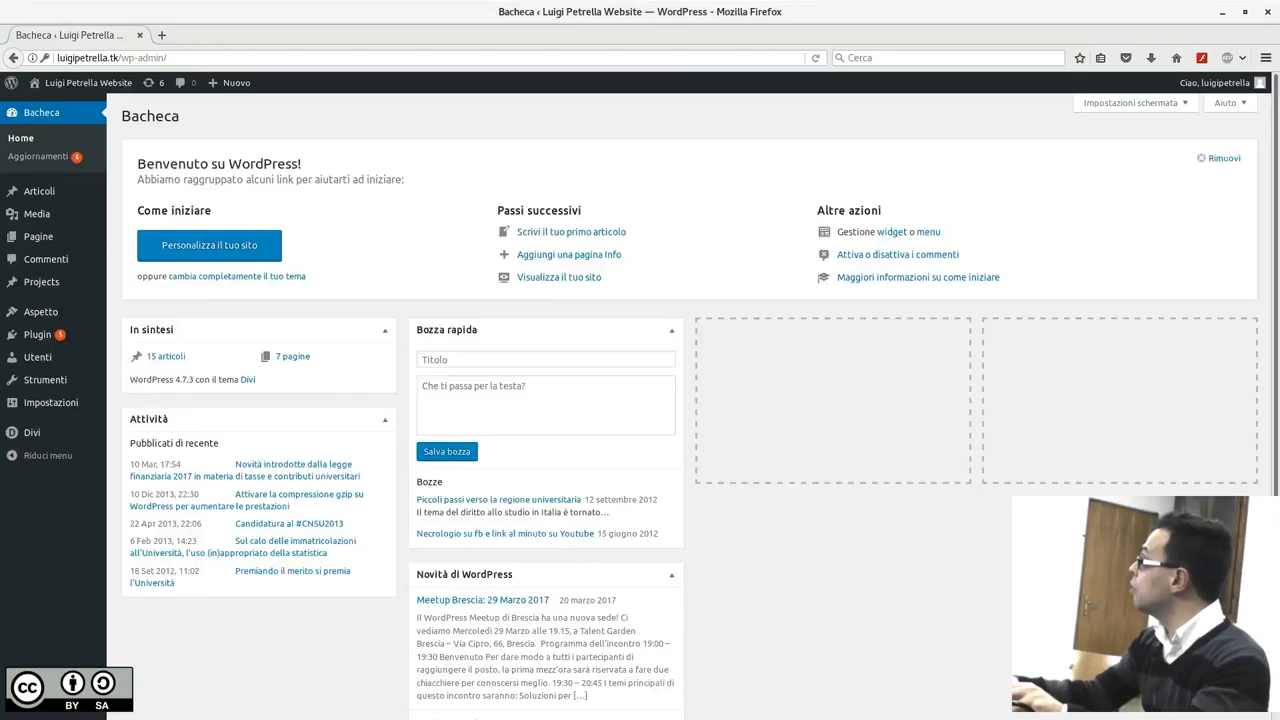 Bacheca ‹ Luigi Petrella Website — WordPress - Mozilla Firefox
Bacheca ‹ Luigi Petrella ...
luigipetrella.tk/wp-admin/
Cerca
Luigi Petrella Website
6
0
Nuovo
Ciao, luigipetrella
Bacheca
Home
Aggiornamenti 6
Articoli
Media
Pagine
Commenti
Projects
Aspetto
Plugin 5
Utenti
Strumenti
Impostazioni
Divi
Riduci menu
Bacheca
Impostazioni schermata
Aiuto
Benvenuto su WordPress!
Rimuovi
Abbiamo raggruppato alcuni link per aiutarti ad iniziare:
Come iniziare
Personalizza il tuo sito
oppure cambia completamente il tuo tema
Passi successivi
Scrivi il tuo primo articolo
Aggiungi una pagina Info
Visualizza il tuo sito
Altre azioni
Gestione widget o menu
Attiva o disattiva i commenti
Maggiori informazioni su come iniziare
In sintesi
15 articoli
7 pagine
WordPress 4.7.3 con il tema Divi
Attività
Pubblicati di recente
10 Mar, 17:54 Novità introdotte dalla legge
finanziaria 2017 in materia di tasse e contributi universitari
10 Dic 2013, 22:30 Attivare la compressione gzip su
WordPress per aumentare le prestazioni
22 Apr 2013, 22:06 Candidatura al #CNSU2013
6 Feb 2013, 14:23 Sul calo delle immatricolazioni
all'Università, l'uso (in)appropriato della statistica
18 Set 2012, 11:02 Premiando il merito si premia
l'Università
Bozza rapida
Titolo
Che ti passa per la testa?
Salva bozza
Bozze
Piccoli passi verso la regione universitaria 12 settembre 2012
Il tema del diritto allo studio in Italia è tornato…
Necrologio su fb e link al minuto su Youtube 15 giugno 2012
Novità di WordPress
Meetup Brescia: 29 Marzo 2017 20 marzo 2017
Il WordPress Meetup di Brescia ha una nuova sede! Ci
vediamo Mercoledì 29 Marzo alle 19.15, a Talent Garden
Brescia – Via Cipro, 66, Brescia. Programma dell'incontro 19:00 –
19:30 Benvenuto Per dare modo a tutti i partecipanti di
raggiungere il posto, la prima mezz'ora sarà riservata a fare due
chiacchiere per conoscersi meglio. 19:30 – 20:45 I temi principali di
questo incontro saranno: Soluzioni per […]
cc
BY SA